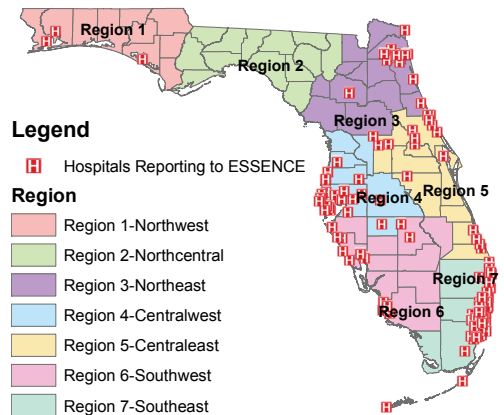 Region 1
Region 2
Region 3
Region 4
Region 5
Region 6
Region 7
Legend
H Hospitals Reporting to ESSENCE
Region
Region 1-Northwest
Region 2-Northcentral
Region 3-Northeast
Region 4-Centralwest
Region 5-Centraleast
Region 6-Southwest
Region 7-Southeast